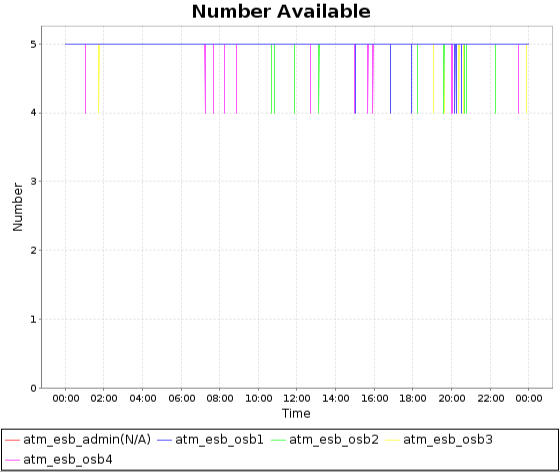 Number Available
5
4
3
2
1
0
Number
00:00 02:00 04:00 06:00 08:00 10:00 12:00 14:00 16:00 18:00 20:00 22:00 00:00
Time
atm_esb_admin(N/A) atm_esb_osb1 atm_esb_osb2 atm_esb_osb3
atm_esb_osb4